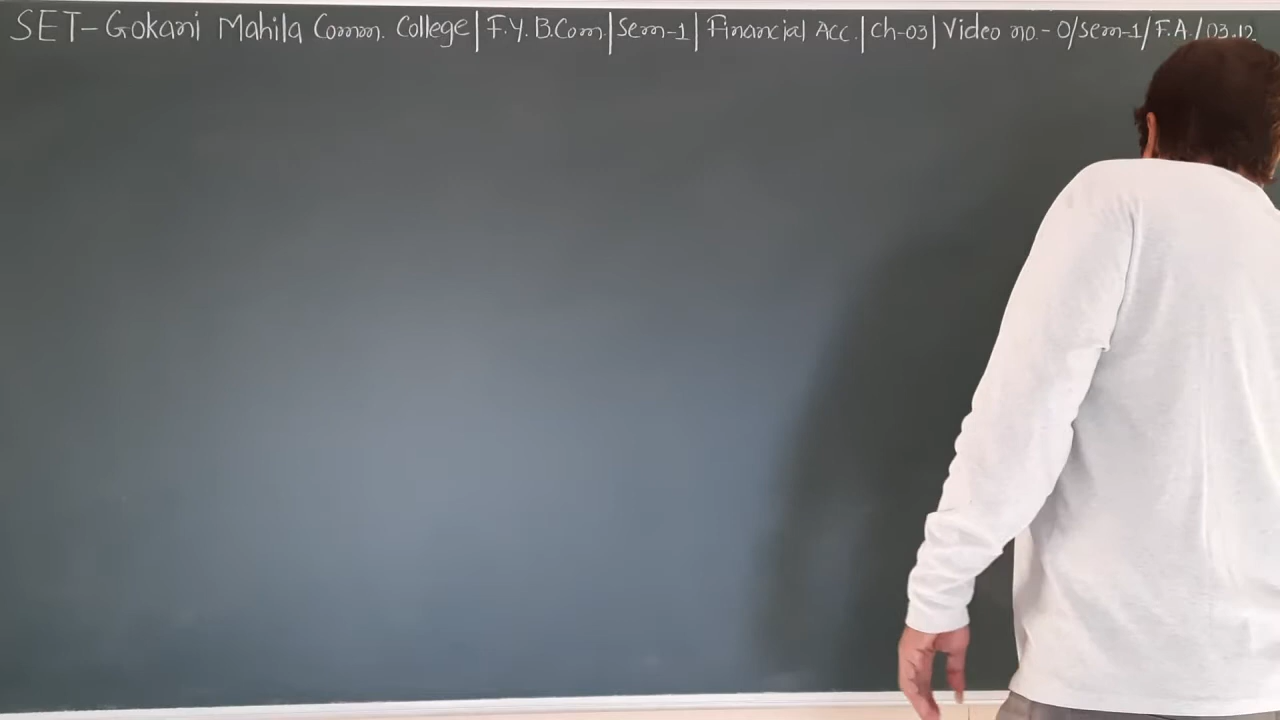 SET-Gokani Mahila Comm. College | F.Y. B.Com. | Sem-1 | Financial Acc. | Ch-03 | Video no.- 0/sem-1/F.A./03.12